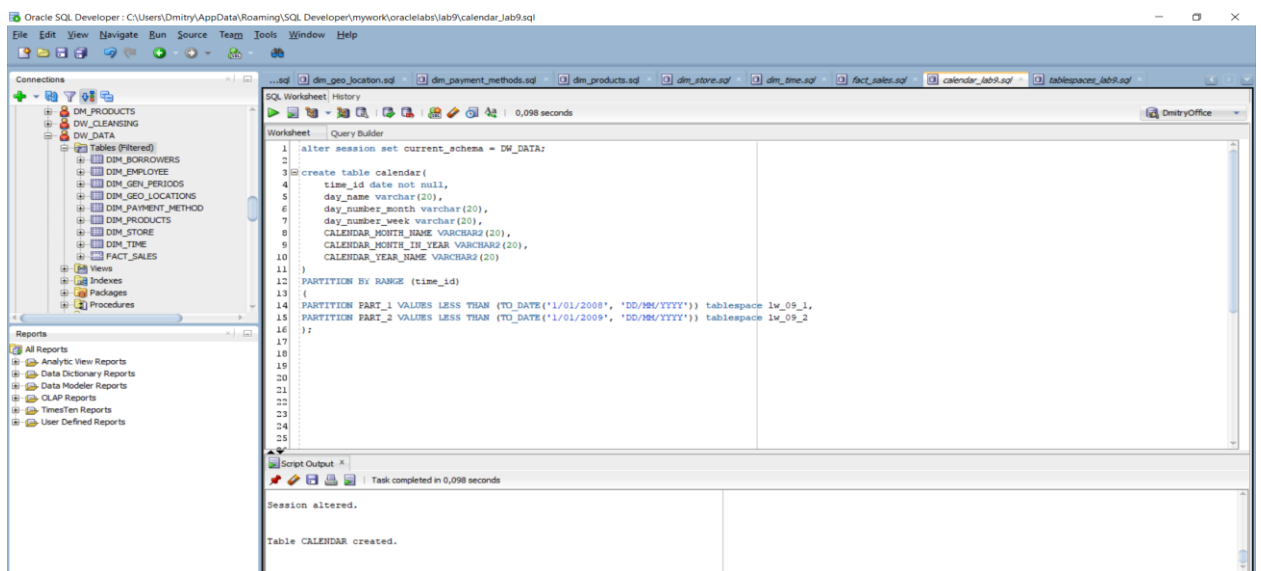 Oracle SQL Developer : C:\Users\Dmitry\AppData\Roaming\SQL Developer\mywork\oraclelabs\lab9\calendar_lab9.sql
File Edit View Navigate Run Source Team Tools Window Help
Connections
DM_PRODUCTS
DW_CLEANSING
DW_DATA
Tables (Filtered)
DIM_BORROWERS
DIM_EMPLOYEE
DIM_GEN_PERIODS
DIM_GEO_LOCATIONS
DIM_PAYMENT_METHOD
DIM_PRODUCTS
DIM_STORE
DIM_TIME
FACT_SALES
Views
Indexes
Packages
Procedures
Reports
All Reports
Analytic View Reports
Data Dictionary Reports
Data Modeler Reports
OLAP Reports
TimesTen Reports
User Defined Reports
...sql dim_geo_location.sql dim_payment_methods.sql dim_products.sql dim_store.sql dim_time.sql fact_sales.sql calendar_lab9.sql tablespaces_lab9.sql
SQL Worksheet History
0,098 seconds
DmitryOffice
Worksheet Query Builder
1 alter session set current_schema = DW_DATA;
2
3 create table calendar(
4 time_id date not null,
5 day_name varchar(20),
6 day_number_month varchar(20),
7 day_number_week varchar(20),
8 CALENDAR_MONTH_NAME VARCHAR2(20),
9 CALENDAR_MONTH_IN_YEAR VARCHAR2(20),
10 CALENDAR_YEAR_NAME VARCHAR2(20)
11 )
12 PARTITION BY RANGE (time_id)
13 (
14 PARTITION PART_1 VALUES LESS THAN (TO_DATE('1/01/2008', 'DD/MM/YYYY')) tablespace lw_09_1,
15 PARTITION PART_2 VALUES LESS THAN (TO_DATE('1/01/2009', 'DD/MM/YYYY')) tablespace lw_09_2
16 );
17
18
19
20
21
22
23
24
25
Script Output
Task completed in 0,098 seconds
Session altered.
Table CALENDAR created.